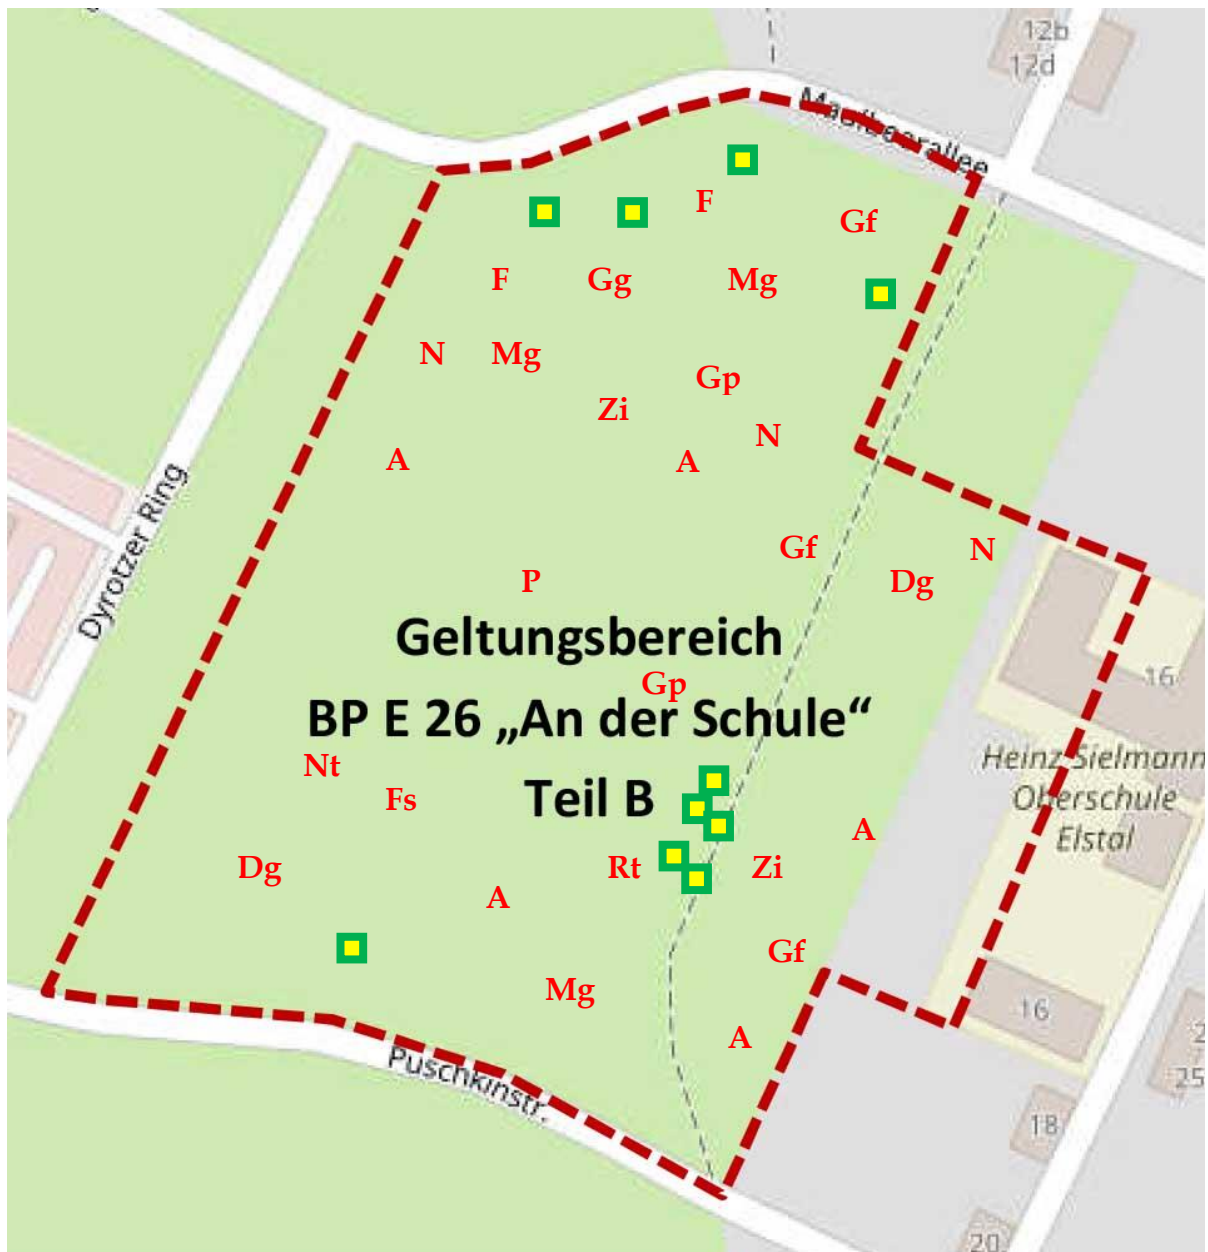 12b
12d
Maulbeerallee
F
Gf
F
Gg
Mg
N
Mg
Gp
Zi
N
A
A
Dyrotzer Ring
Gf
N
P
Dg
Geltungsbereich
Gp
16
BP E 26 „An der Schule“
Nt
Heinz Sielmann
Oberschule
Elstal
Fs
Teil B
A
Dg
Rt
Zi
A
Gf
Mg
16
A
Puschkinstr.
2
25
18
20